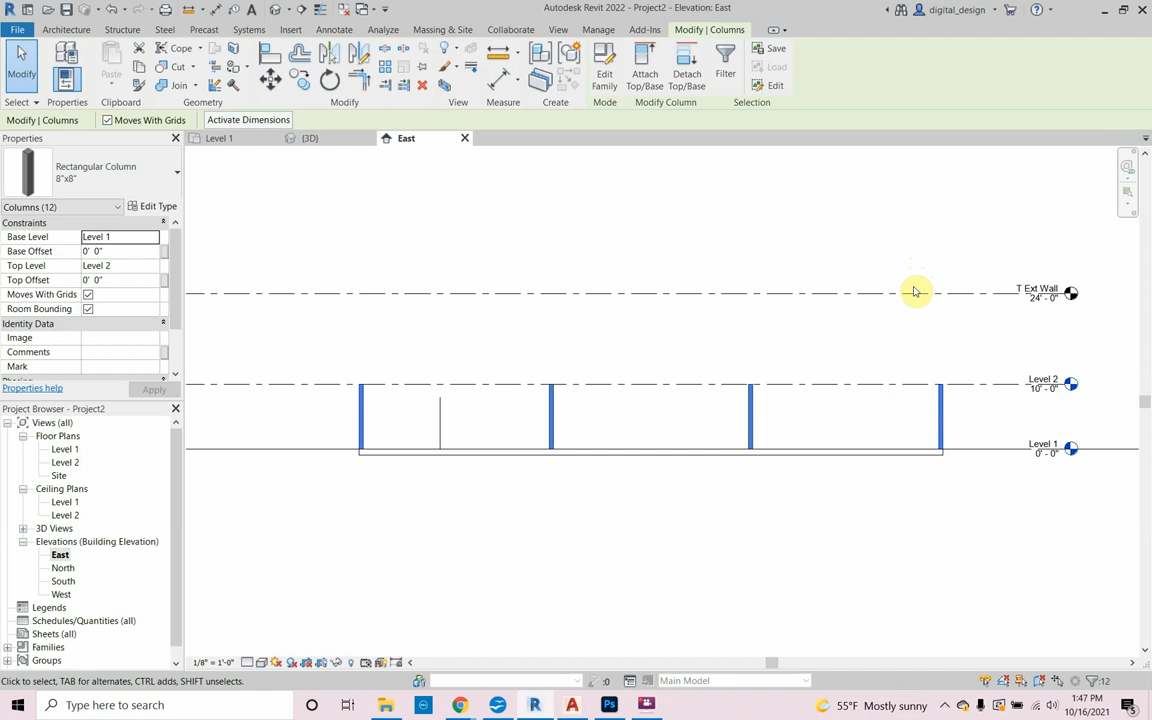 Autodesk Revit 2022 - Project2 - Elevation: East
digital_design
File Architecture Structure Steel Precast Systems Insert Annotate Analyze Massing & Site Collaborate View Manage Add-Ins Modify | Columns
Modify Paste Cope Cut Join Edit Family Attach Top/Base Detach Top/Base Filter Save Load Edit
Select Properties Clipboard Geometry Modify View Measure Create Mode Modify Column Selection
Modify | Columns Moves With Grids Activate Dimensions
Properties
Level 1 {3D} East
Rectangular Column
8"x8"
Columns (12) Edit Type
Constraints
Base Level Level 1
Base Offset 0' 0"
Top Level Level 2
Top Offset 0' 0"
Moves With Grids
Room Bounding
Identity Data
Image
Comments
Mark
Properties help Apply
T Ext Wall
24' - 0"
Level 2
10' - 0"
Level 1
0' - 0"
Project Browser - Project2
Views (all)
Floor Plans
Level 1
Level 2
Site
Ceiling Plans
Level 1
Level 2
3D Views
Elevations (Building Elevation)
East
North
South
West
Legends
Schedules/Quantities (all)
Sheets (all)
Families
Groups
1/8" = 1'-0"
Click to select, TAB for alternates, CTRL adds, SHIFT unselects. :0 Main Model :12
Type here to search 55°F Mostly sunny 1:47 PM
10/16/2021